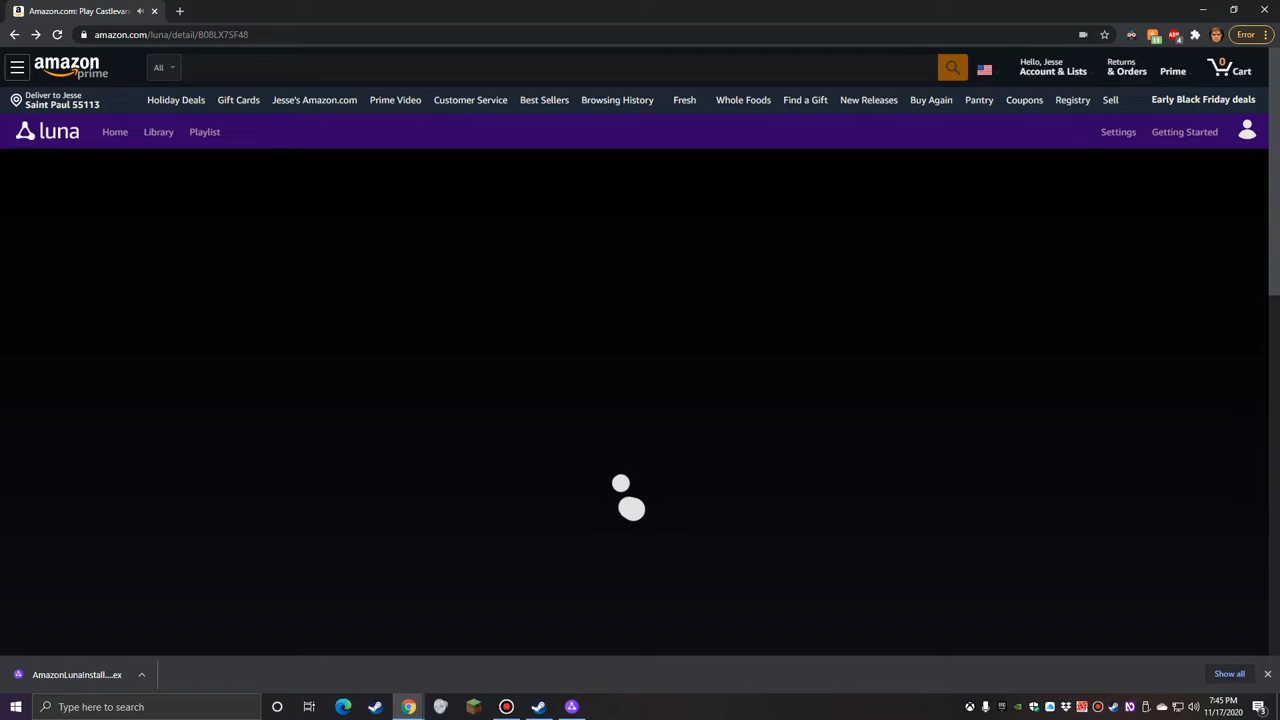 Amazon.com: Play Castlevan
amazon.com/luna/detail/B08LX7SF48
11
4
Error
amazon
prime
All
Hello, Jesse
Account & Lists
Returns
& Orders
Prime
0
Cart
Deliver to Jesse
Saint Paul 55113
Holiday Deals
Gift Cards
Jesse's Amazon.com
Prime Video
Customer Service
Best Sellers
Browsing History
Fresh
Whole Foods
Find a Gift
New Releases
Buy Again
Pantry
Coupons
Registry
Sell
Early Black Friday deals
luna
Home
Library
Playlist
Settings
Getting Started
AmazonLunaInstall....ex
Show all
Type here to search
7:45 PM
11/17/2020
3